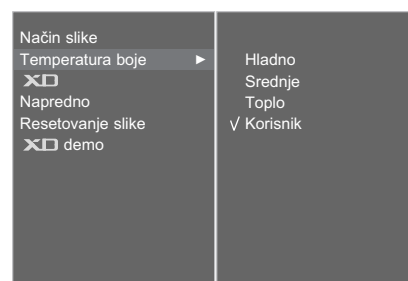 Način slike
Temperatura boje ►
XD
Napredno
Resetovanje slike
XD demo
Hladno
Srednje
Toplo
√ Korisnik